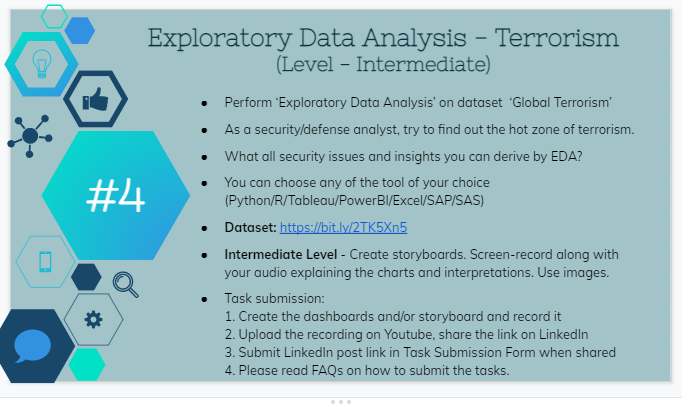 Exploratory Data Analysis - Terrorism
(Level - Intermediate)
#4
● Perform ‘Exploratory Data Analysis’ on dataset ‘Global Terrorism’
● As a security/defense analyst, try to find out the hot zone of terrorism.
● What all security issues and insights you can derive by EDA?
● You can choose any of the tool of your choice
(Python/R/Tableau/PowerBI/Excel/SAP/SAS)
● Dataset: https://bit.ly/2TK5Xn5
● Intermediate Level - Create storyboards. Screen-record along with
your audio explaining the charts and interpretations. Use images.
● Task submission:
1. Create the dashboards and/or storyboard and record it
2. Upload the recording on Youtube, share the link on LinkedIn
3. Submit LinkedIn post link in Task Submission Form when shared
4. Please read FAQs on how to submit the tasks.